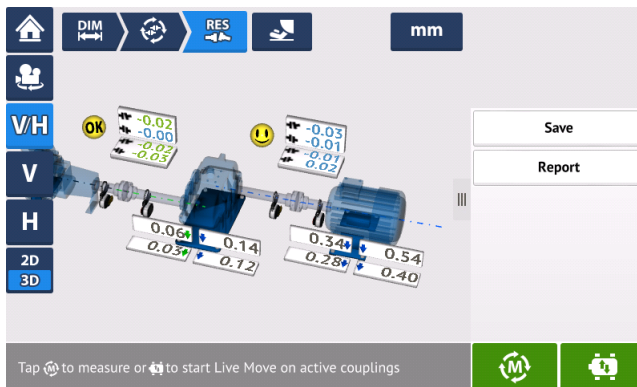 DIM
RES
mm
V/H
V
H
2D
3D
OK
-0.02
-0.00
-0.02
-0.03
-0.03
-0.01
-0.01
0.02
0.06 0.14
0.03 0.12
0.34 0.54
0.28 0.40
Save
Report
Tap M to measure or to start Live Move on active couplings
M